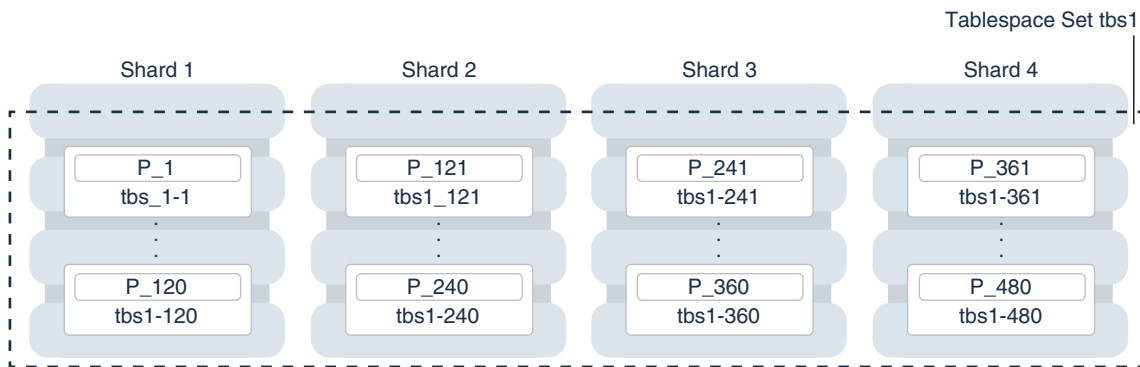 Tablespace Set tbs1
Shard 1
Shard 2
Shard 3
Shard 4
P_1
tbs_1-1
P_121
tbs1_121
P_241
tbs1-241
P_361
tbs1-361
P_120
tbs1-120
P_240
tbs1-240
P_360
tbs1-360
P_480
tbs1-480